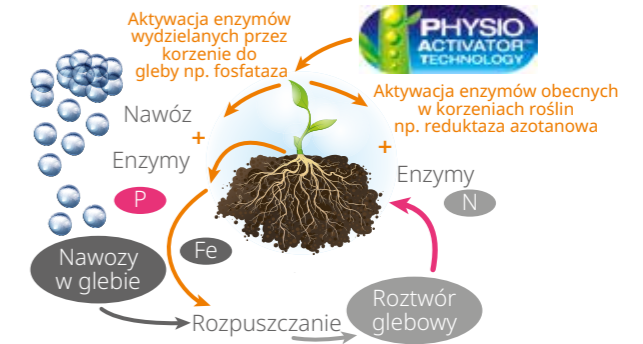 Aktywacja enzymów
wydzielanych przez
korzenie do
gleby np. fosfataza
PHYSIO
ACTIVATOR™
TECHNOLOGY
Aktywacja enzymów obecnych
w korzeniach roślin
np. reduktaza azotanowa
Nawóz
+
Enzymy
P
+
Enzymy
N
Fe
Nawozy
w glebie
Rozpuszczanie
Roztwór
glebowy